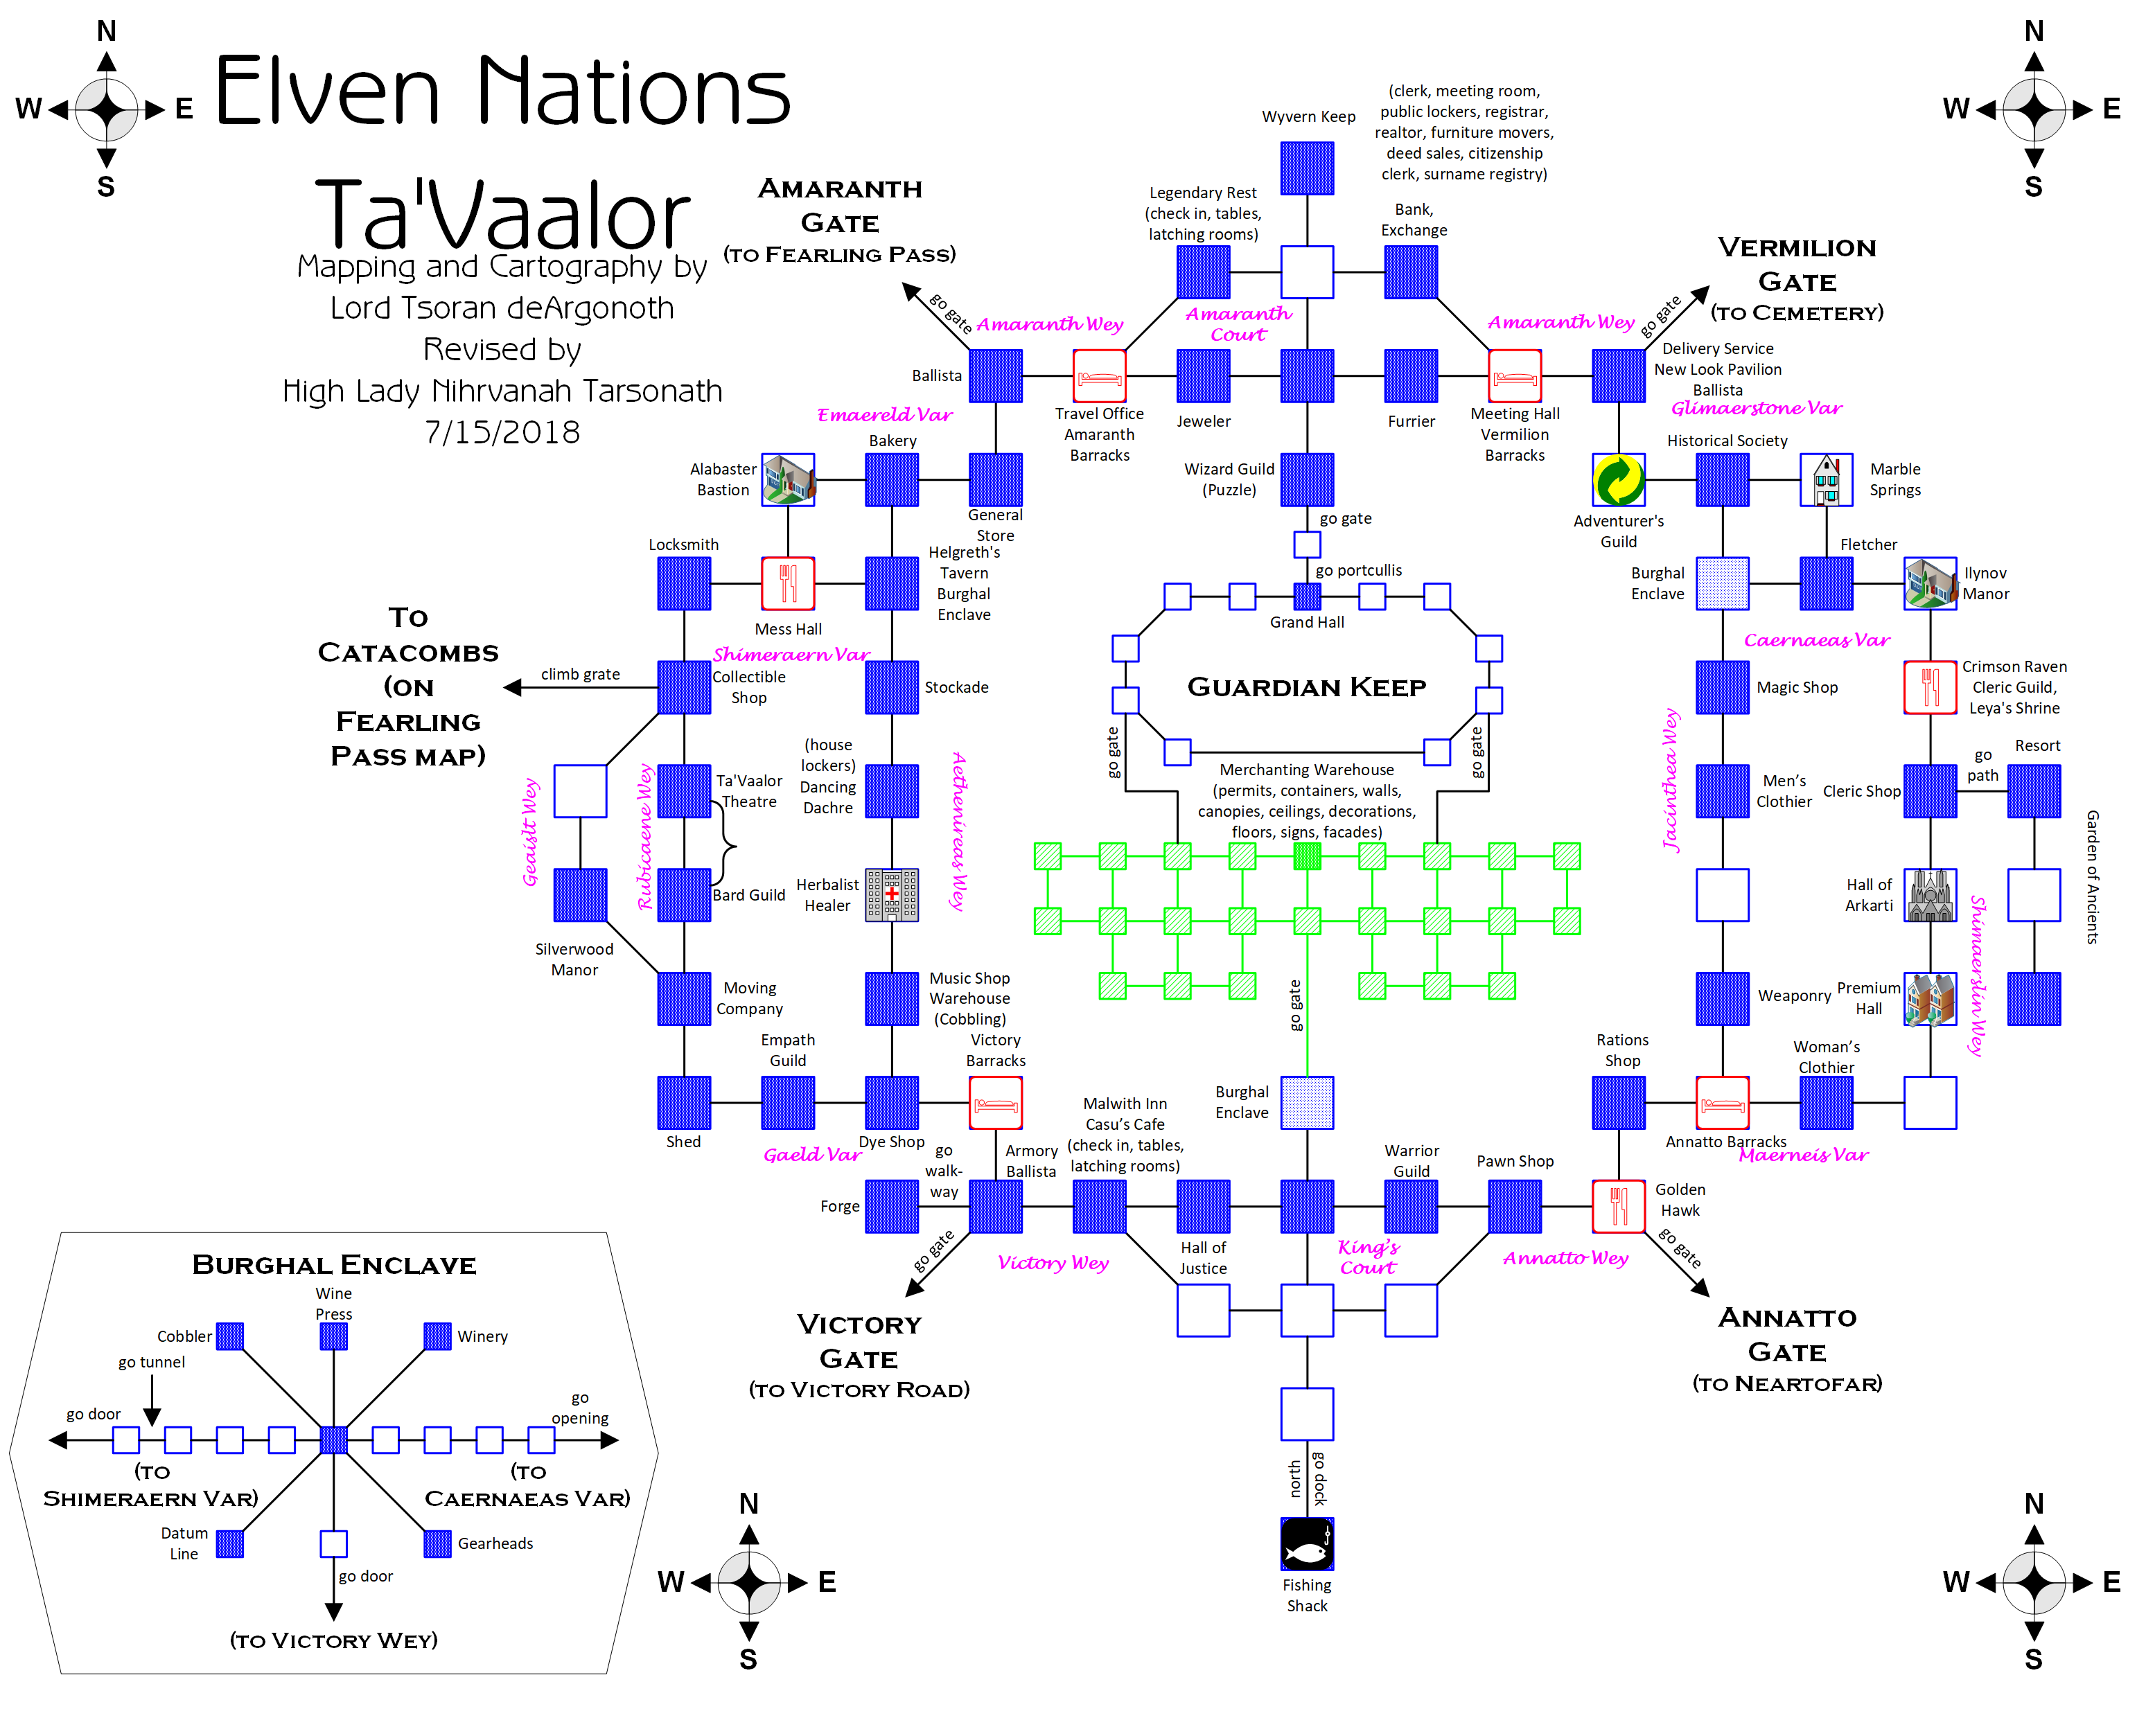 N
W
E
S
Elven Nations
Ta'Vaalor
Mapping and Cartography by
Lord Tsoran deArgonoth
Revised by
High Lady Nihrvanah Tarsonath
7/15/2018
N
W
E
S
Amaranth
Gate
(to Fearling Pass)
go gate
Wyvern Keep
(clerk, meeting room,
public lockers, registrar,
realtor, furniture movers,
deed sales, citizenship
clerk, surname registry)
Legendary Rest
(check in, tables,
latching rooms)
Bank,
Exchange
Vermilion
Gate
(to Cemetery)
go gate
Amaranth Wey
Amaranth
Court
Amaranth Wey
Ballista
Travel Office
Amaranth
Barracks
Jeweler
Furrier
Meeting Hall
Vermilion
Barracks
Delivery Service
New Look Pavilion
Ballista
Glimaerstone Var
Emaereld Var
Bakery
Alabaster
Bastion
General
Store
Wizard Guild
(Puzzle)
go gate
Adventurer's
Guild
Historical Society
Marble
Springs
Locksmith
Mess Hall
Helgreth's
Tavern
Burghal
Enclave
go portcullis
Grand Hall
Burghal
Enclave
Fletcher
Ilynov
Manor
To
Catacombs
(on
Fearling
Pass map)
climb grate
Shimeraern Var
Collectible
Shop
Stockade
Guardian Keep
go gate
go gate
Caernaeas Var
Magic Shop
Crimson Raven
Cleric Guild,
Leya's Shrine
Geaislt Wey
Rubicaene Wey
Ta'Vaalor
Theatre
(house
lockers)
Dancing
Dachre
Aethenireas Wey
Merchanting Warehouse
(permits, containers, walls,
canopies, ceilings, decorations,
floors, signs, facades)
Jacinthea Wey
Men's
Clothier
Cleric Shop
go
path
Resort
Garden of Ancients
Silverwood
Manor
Bard Guild
Herbalist
Healer
Hall of
Arkarti
Shimaerslin Wey
Moving
Company
Music Shop
Warehouse
(Cobbling)
go gate
Weaponry
Premium
Hall
Shed
Empath
Guild
Dye Shop
Victory
Barracks
Burghal
Enclave
Rations
Shop
Annatto Barracks
Woman's
Clothier
Gaeld Var
Maerneis Var
Forge
go
walk-
way
Armory
Ballista
Malwith Inn
Casu's Cafe
(check in, tables,
latching rooms)
Hall of
Justice
Warrior
Guild
Pawn Shop
Golden
Hawk
go gate
go gate
Victory Wey
King's
Court
Annatto Wey
Victory
Gate
(to Victory Road)
Annatto
Gate
(to Neartofar)
north
go dock
Fishing
Shack
Burghal Enclave
Wine
Press
Cobbler
Winery
go tunnel
go door
go
opening
(to
Shimeraern Var)
(to
Caernaeas Var)
Datum
Line
Gearheads
go door
(to Victory Wey)
N
W
E
S
N
W
E
S